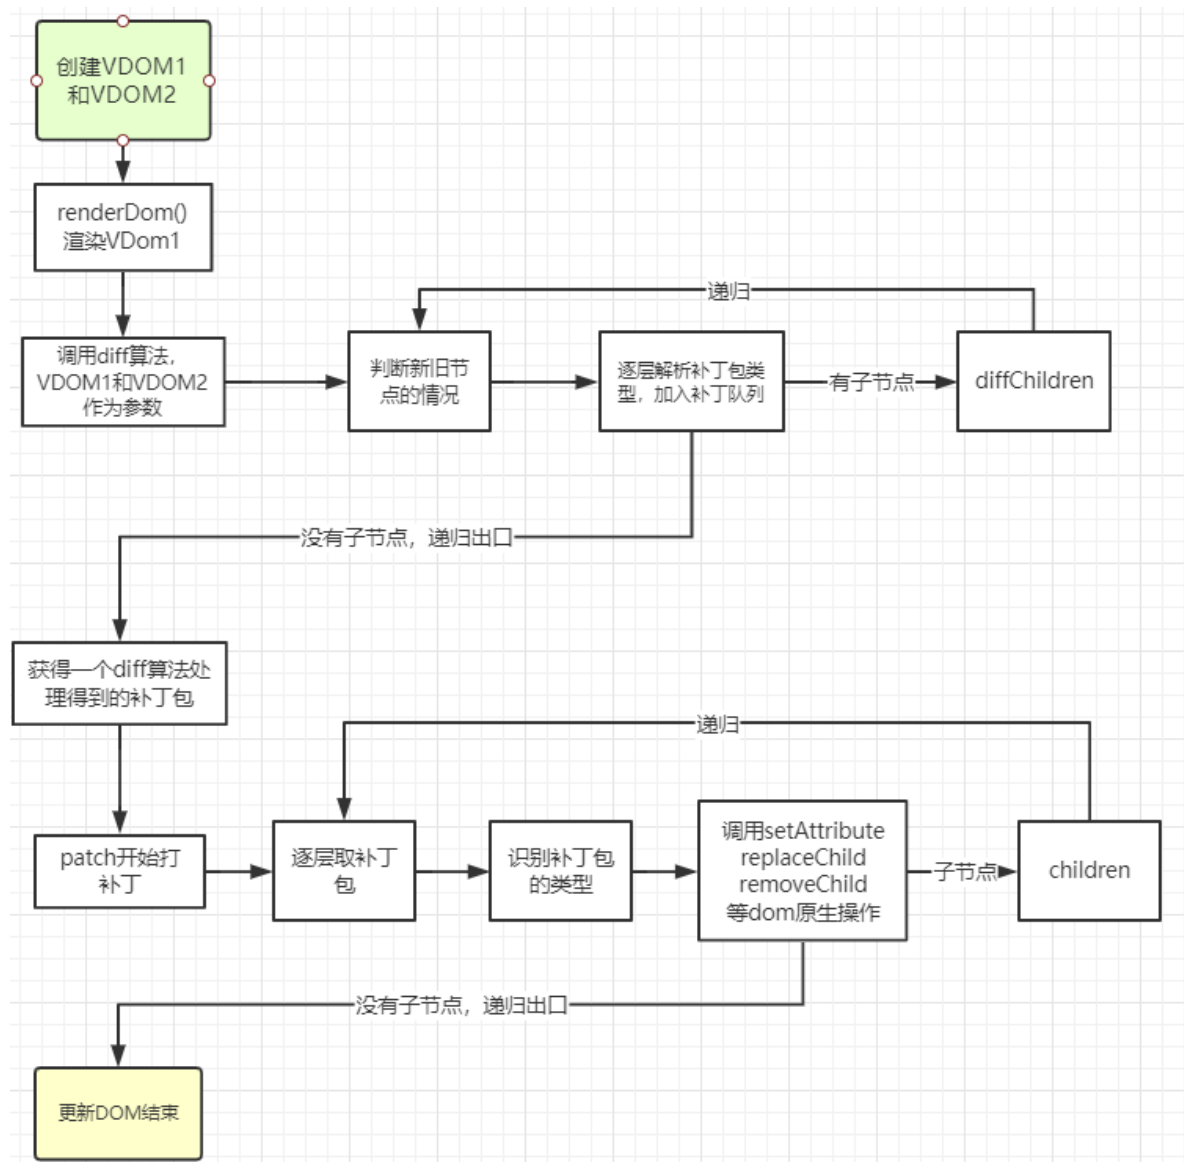 创建VDOM1
和VDOM2
renderDom()
渲染VDom1
递归
调用diff算法,
VDOM1和VDOM2
作为参数
判断新旧节
点的情况
逐层解析补丁包类
型，加入补丁队列
有子节点
diffChildren
没有子节点，递归出口
获得一个diff算法处
理得到的补丁包
递归
patch开始打
补丁
逐层取补丁
包
识别补丁包
的类型
调用setAttribute
replaceChild
removeChild
等dom原生操作
子节点
children
没有子节点，递归出口
更新DOM结束